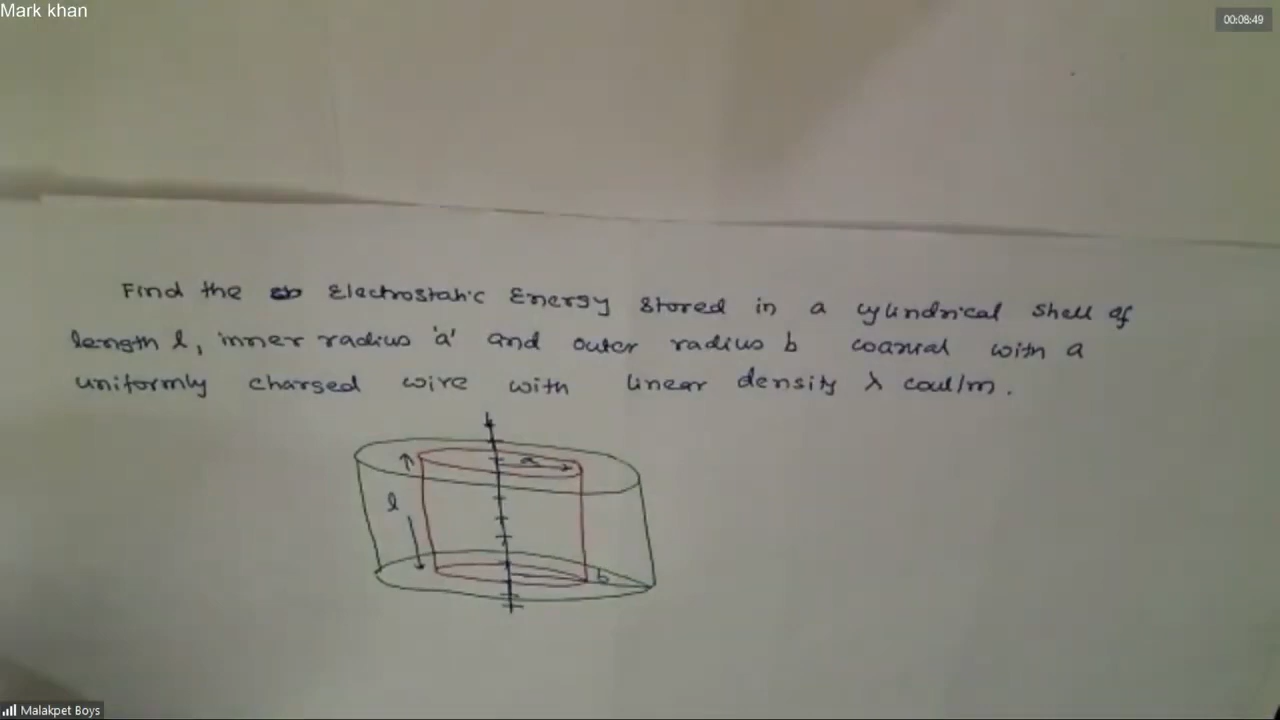 Mark khan
00:08:49
Find the Electrostatic Energy stored in a cylindrical shell of
length l, inner radius 'a' and outer radius b coaxial with a
uniformly charged wire with linear density λ coul/m.
a
l
b
Malakpet Boys